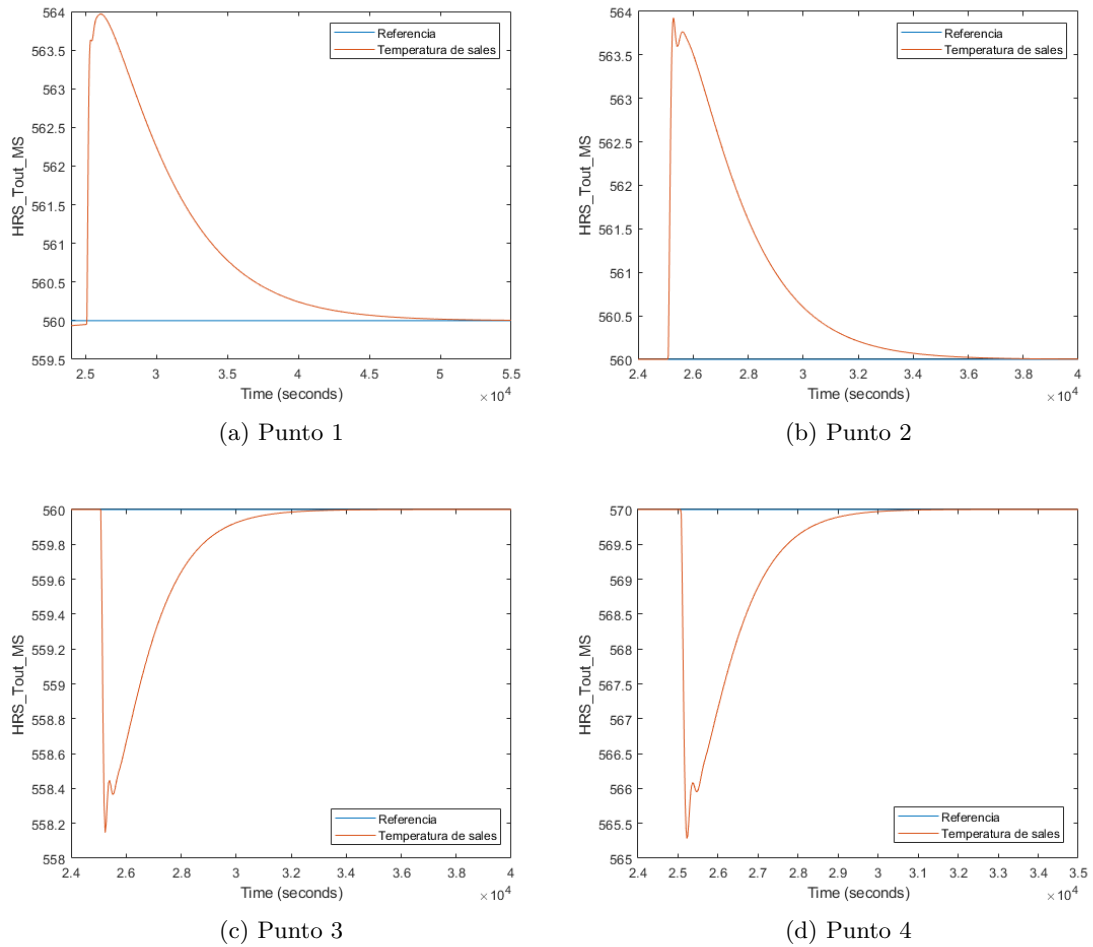 564
563.5
563
562.5
562
561.5
561
560.5
560
559.5
HRS_Tout_MS
Referencia
Temperatura de sales
2.5 3 3.5 4 4.5 5 5.5
Time (seconds)
×10^4
(a) Punto 1
564
563.5
563
562.5
562
561.5
561
560.5
560
HRS_Tout_MS
Referencia
Temperatura de sales
2.4 2.6 2.8 3 3.2 3.4 3.6 3.8 4
Time (seconds)
×10^4
(b) Punto 2
560
559.8
559.6
559.4
559.2
559
558.8
558.6
558.4
558.2
558
HRS_Tout_MS
Referencia
Temperatura de sales
2.4 2.6 2.8 3 3.2 3.4 3.6 3.8 4
Time (seconds)
×10^4
(c) Punto 3
570
569.5
569
568.5
568
567.5
567
566.5
566
565.5
565
HRS_Tout_MS
Referencia
Temperatura de sales
2.4 2.5 2.6 2.7 2.8 2.9 3 3.1 3.2 3.3 3.4 3.5
Time (seconds)
×10^4
(d) Punto 4